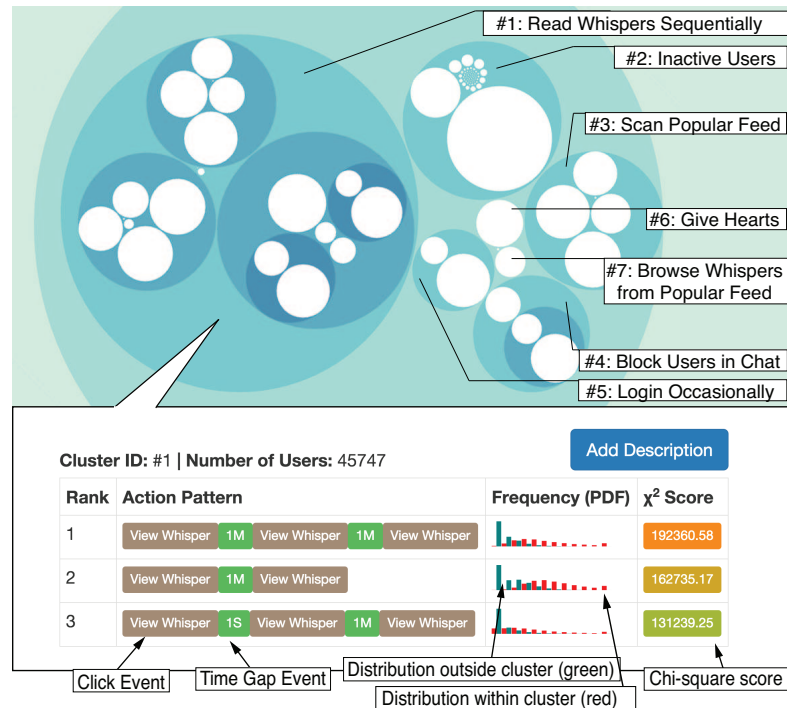 #1: Read Whispers Sequentially
#2: Inactive Users
#3: Scan Popular Feed
#6: Give Hearts
#7: Browse Whispers
from Popular Feed
#4: Block Users in Chat
#5: Login Occasionally
Add Description
Cluster ID: #1 | Number of Users: 45747
Rank Action Pattern Frequency (PDF) χ² Score
1 View Whisper 1M View Whisper 1M View Whisper 192360.58
2 View Whisper 1M View Whisper 162735.17
3 View Whisper 1S View Whisper 1M View Whisper 131239.25
Click Event Time Gap Event Distribution outside cluster (green) Chi-square score
Distribution within cluster (red)